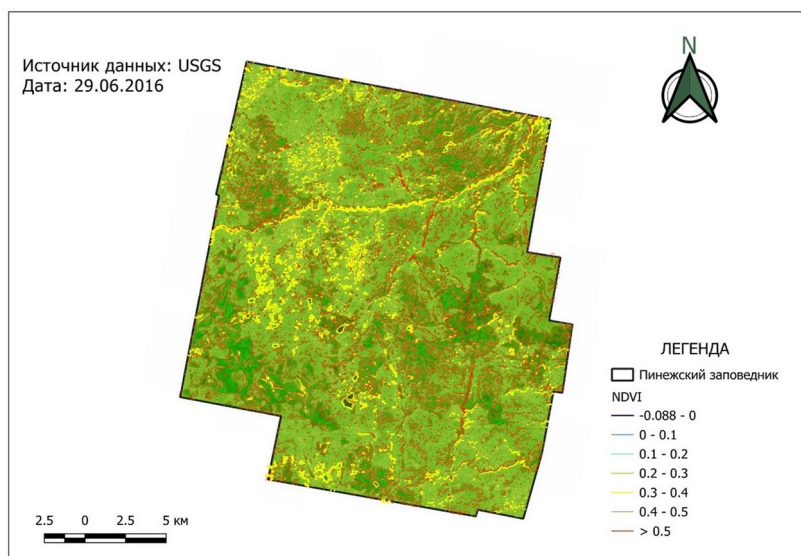 Источник данных: USGS
Дата: 29.06.2016
N
ЛЕГЕНДА
Пинежский заповедник
NDVI
-0.088 - 0
0 - 0.1
0.1 - 0.2
0.2 - 0.3
0.3 - 0.4
0.4 - 0.5
> 0.5
2.5 0 2.5 5 км